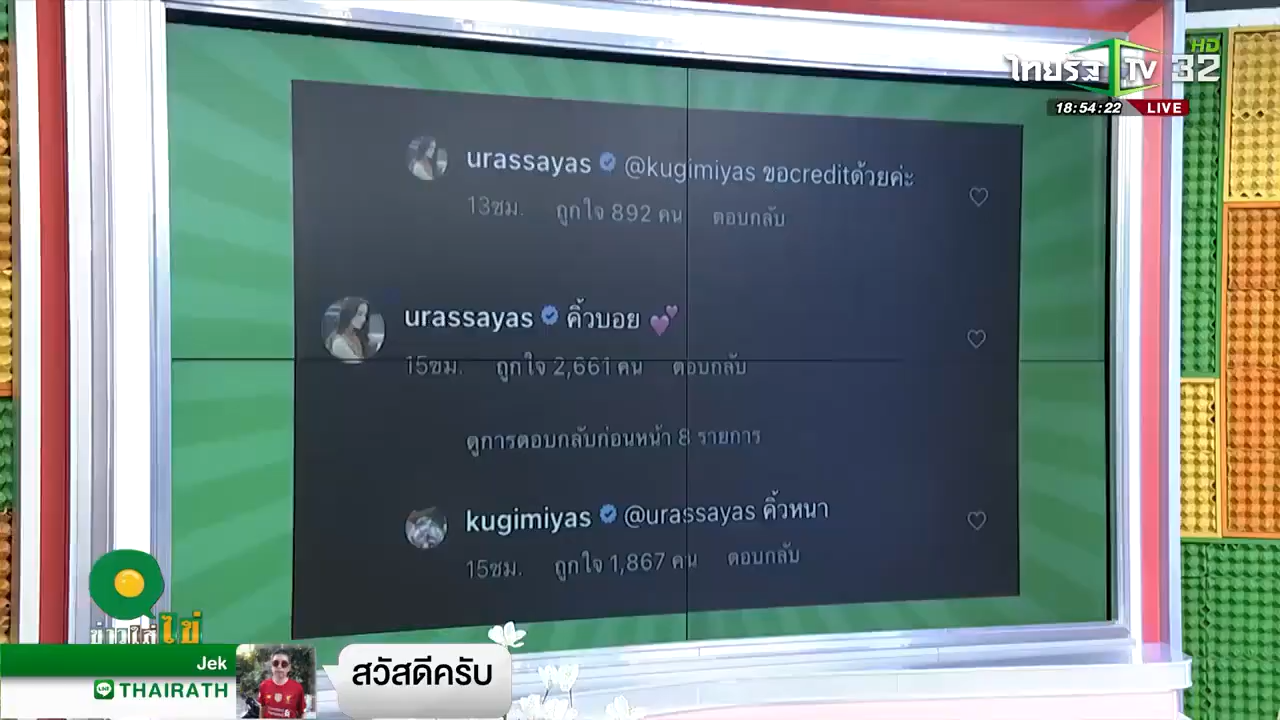 ไทยรัฐ TV 32 HD
18:54:22 LIVE
urassayas @kugimiyas ขอcreditด้วยค่ะ
13ชม. ถูกใจ 892 คน ตอบกลับ
urassayas คิ้วบอย 💕
15ชม. ถูกใจ 2,661 คน ตอบกลับ
ดูการตอบกลับก่อนหน้า 8 รายการ
kugimiyas @urassayas คิ้วหนา
15ชม. ถูกใจ 1,867 คน ตอบกลับ
ข่าวใส่ไข่
Jek
LINE THAIRATH
สวัสดีครับ